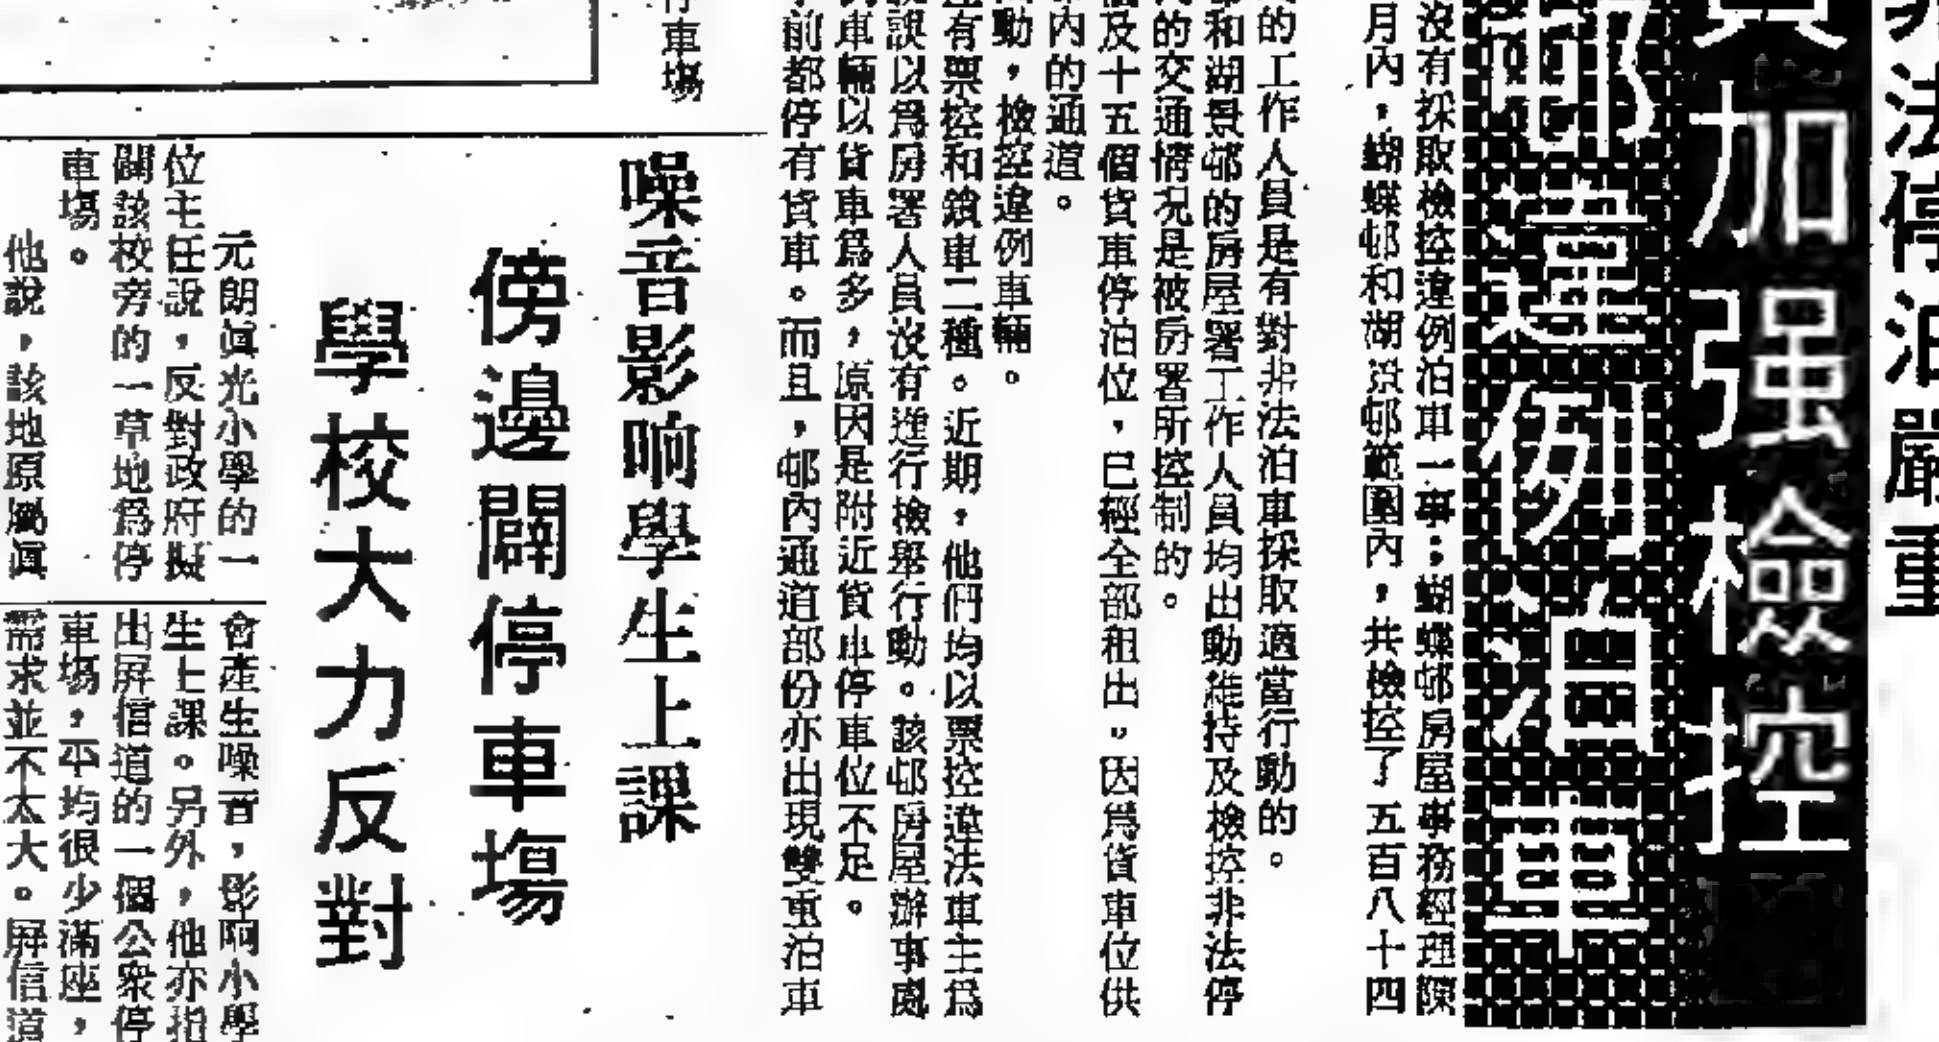 法停泊嚴重
加強檢控
邨違例泊車
沒有採取檢控違例泊車一事；蝴蝶邨房屋事務經理陳
月內，蝴蝶邨和湖景邨範圍內，共檢控了五百八十四
的工作人員是有對非法泊車採取適當行動的。
和湖景邨的房屋署工作人員均出動維持及檢控非法停
的交通情况是被房署所控制的。
及十五個貨車停泊位，已經全部租出。因爲貨車位供
內的通道。
動，檢控違例車輛。
有票控和鎖車二種。近期，他們均以票控違法車主爲
誤以爲房署人員沒有進行檢舉行動。該邨房屋辦事處
車輛以貨車爲多，原因是附近貨車停車位不足。
前都停有貨車。而且，邨內通道部份亦出現雙重泊車
停車塲
噪音影响學生上課
傍邊闢停車塲
學校大力反對
元朗眞光小學的一
位主任說，反對政府擬
闢該校旁的一草地爲停
車塲。
他說，該地原屬眞
會產生噪音，影响小學
生上課。另外，他亦指
出屏信道的一個公衆停
車塲，平均很少滿座，
需求並不太大。屏信道